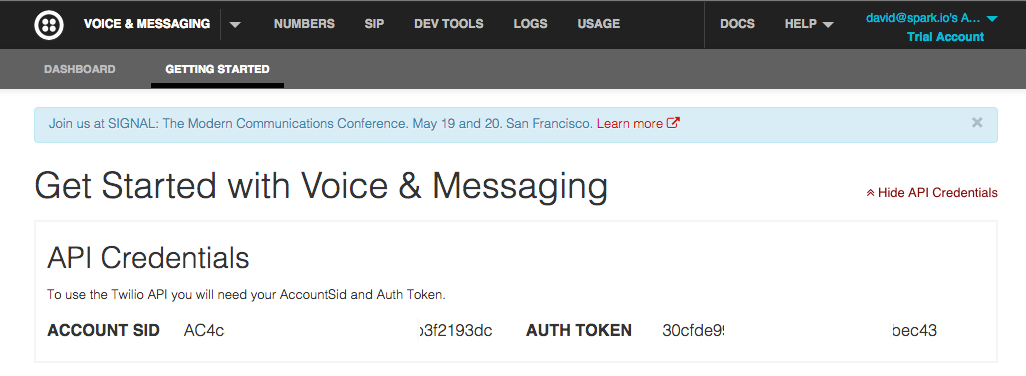 VOICE & MESSAGING NUMBERS SIP DEV TOOLS LOGS USAGE DOCS HELP david@spark.io's A...
Trial Account
DASHBOARD GETTING STARTED
Join us at SIGNAL: The Modern Communications Conference. May 19 and 20. San Francisco. Learn more
Get Started with Voice & Messaging
Hide API Credentials
API Credentials
To use the Twilio API you will need your AccountSid and Auth Token.
ACCOUNT SID AC4c 3f2193dc AUTH TOKEN 30cfde9 bec43